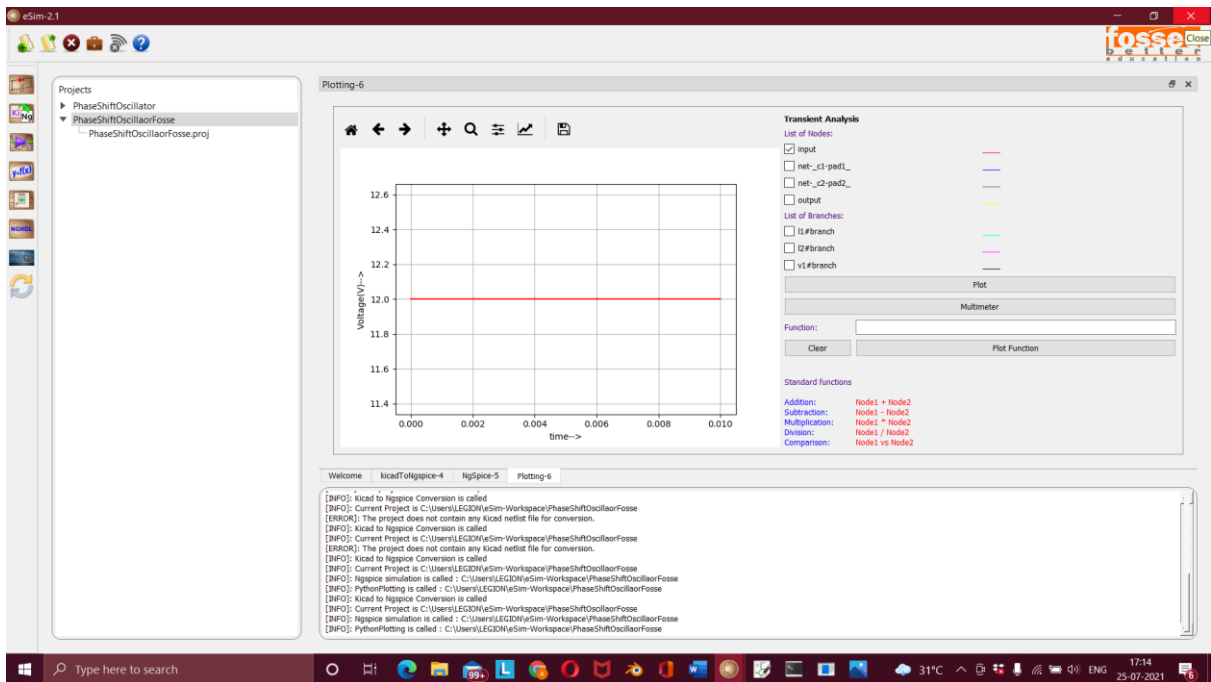 eSim-2.1
fosse
better
education
Close
Projects
PhaseShiftOscillator
PhaseShiftOscillaorFosse
PhaseShiftOscillaorFosse.proj
Ki
Ng
y=f(x)
NGHDL
Plotting-6
12.6
12.4
12.2
12.0
11.8
11.6
11.4
Voltage(V)-->
0.000 0.002 0.004 0.006 0.008 0.010
time-->
Transient Analysis
List of Nodes:
input
net-_c1-pad1_
net-_c2-pad2_
output
List of Branches:
l1#branch
l2#branch
v1#branch
Plot
Multimeter
Function:
Clear Plot Function
Standard functions
Addition: Node1 + Node2
Subtraction: Node1 - Node2
Multiplication: Node1 * Node2
Division: Node1 / Node2
Comparison: Node1 vs Node2
Welcome kicadToNgspice-4 NgSpice-5 Plotting-6
[INFO]: Kicad to Ngspice Conversion is called
[INFO]: Current Project is C:\Users\LEGION\eSim-Workspace\PhaseShiftOscillaorFosse
[ERROR]: The project does not contain any Kicad netlist file for conversion.
[INFO]: Kicad to Ngspice Conversion is called
[INFO]: Current Project is C:\Users\LEGION\eSim-Workspace\PhaseShiftOscillaorFosse
[ERROR]: The project does not contain any Kicad netlist file for conversion.
[INFO]: Kicad to Ngspice Conversion is called
[INFO]: Current Project is C:\Users\LEGION\eSim-Workspace\PhaseShiftOscillaorFosse
[INFO]: Ngspice simulation is called : C:\Users\LEGION\eSim-Workspace\PhaseShiftOscillaorFosse
[INFO]: PythonPlotting is called : C:\Users\LEGION\eSim-Workspace\PhaseShiftOscillaorFosse
[INFO]: Kicad to Ngspice Conversion is called
[INFO]: Current Project is C:\Users\LEGION\eSim-Workspace\PhaseShiftOscillaorFosse
[INFO]: Ngspice simulation is called : C:\Users\LEGION\eSim-Workspace\PhaseShiftOscillaorFosse
[INFO]: PythonPlotting is called : C:\Users\LEGION\eSim-Workspace\PhaseShiftOscillaorFosse
Type here to search
99+
L
31°C
ENG
17:14
25-07-2021
6